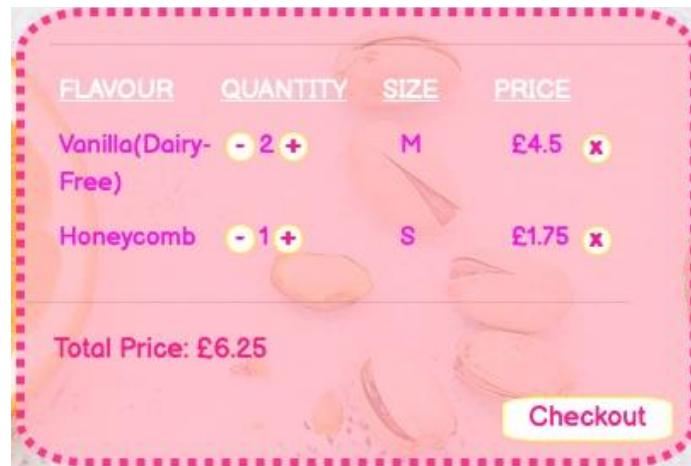 FLAVOUR QUANTITY SIZE PRICE
Vanilla(Dairy- - 2 + M £4.5 x
Free)
Honeycomb - 1 + S £1.75 x
Total Price: £6.25
Checkout